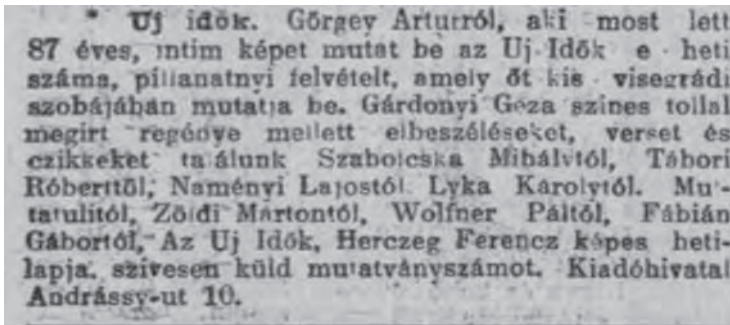 * Uj idők. Görgey Arturról, aki most lett
87 éves, intim képet mutat be az Uj Idők e heti
száma, pillanatnyi felvételt, amely őt kis visegrádi
szobájában mutatja be. Gárdonyi Géza szines tollal
megirt regénye mellett elbeszéléseket, verset és
czikkeket találunk Szabolcska Mihálytól, Tábori
Róberttől, Naményi Lajostól. Lyka Károlytól. Mu-
tatulitól, Zöldi Mártontól, Wolfner Páltól, Fábián
Gábortól, Az Uj Idők, Herczeg Ferencz képes heti-
lapja, szivesen küld mutatványszámot. Kiadóhivatal
Andrássy-ut 10.